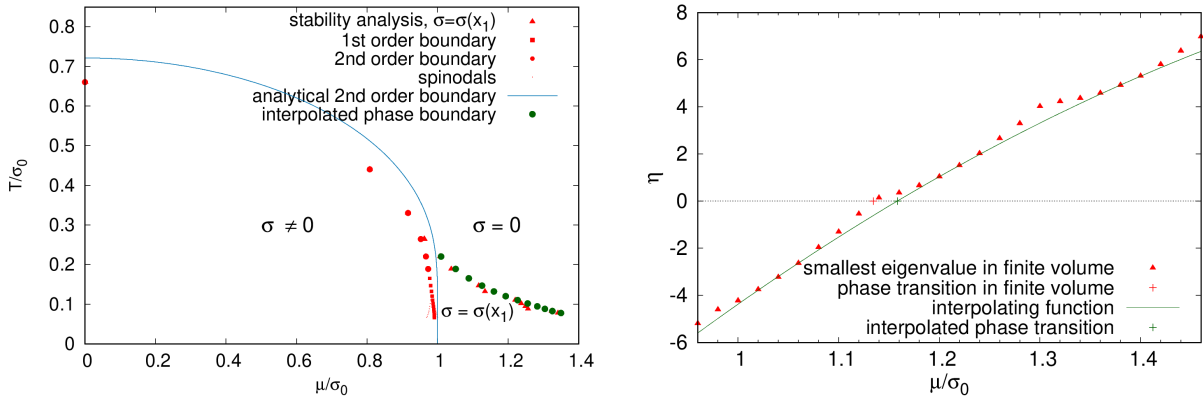 stability analysis, σ=σ(x₁)
1st order boundary
2nd order boundary
spinodals
analytical 2nd order boundary
interpolated phase boundary
σ ≠ 0
σ = 0
σ = σ(x₁)
T/σ₀
0.8
0.7
0.6
0.5
0.4
0.3
0.2
0.1
0
0 0.2 0.4 0.6 0.8 1 1.2 1.4
μ/σ₀
η
8
6
4
2
0
-2
-4
-6
smallest eigenvalue in finite volume
phase transition in finite volume
interpolating function
interpolated phase transition
1 1.1 1.2 1.3 1.4
μ/σ₀